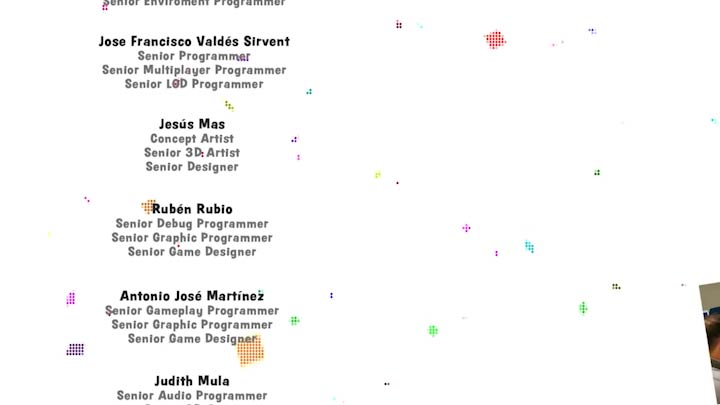 Senior Enviroment Programmer
Jose Francisco Valdés Sirvent
Senior Programmer
Senior Multiplayer Programmer
Senior LOD Programmer
Jesús Mas
Concept Artist
Senior 3D Artist
Senior Designer
Rubén Rubio
Senior Debug Programmer
Senior Graphic Programmer
Senior Game Designer
Antonio José Martínez
Senior Gameplay Programmer
Senior Graphic Programmer
Senior Game Designer
Judith Mula
Senior Audio Programmer